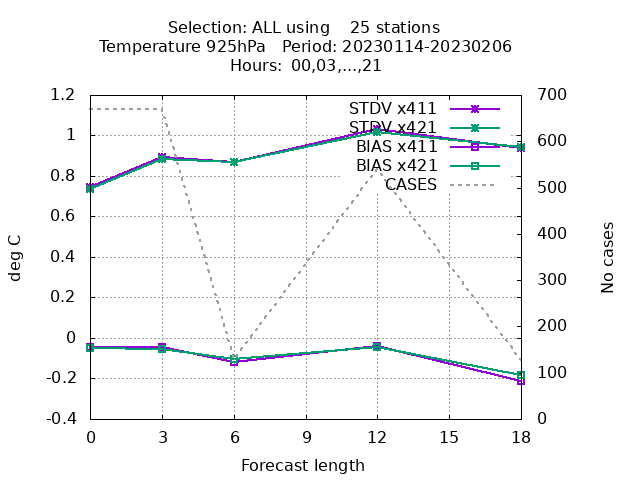 Selection: ALL using    25 stations
Temperature 925hPa   Period: 20230114-20230206
Hours:  00,03,...,21
1.2
1
0.8
0.6
0.4
0.2
0
-0.2
-0.4
deg C
700
600
500
400
300
200
100
0
No cases
STDV x411
STDV x421
BIAS x411
BIAS x421
CASES
0 3 6 9 12 15 18
Forecast length